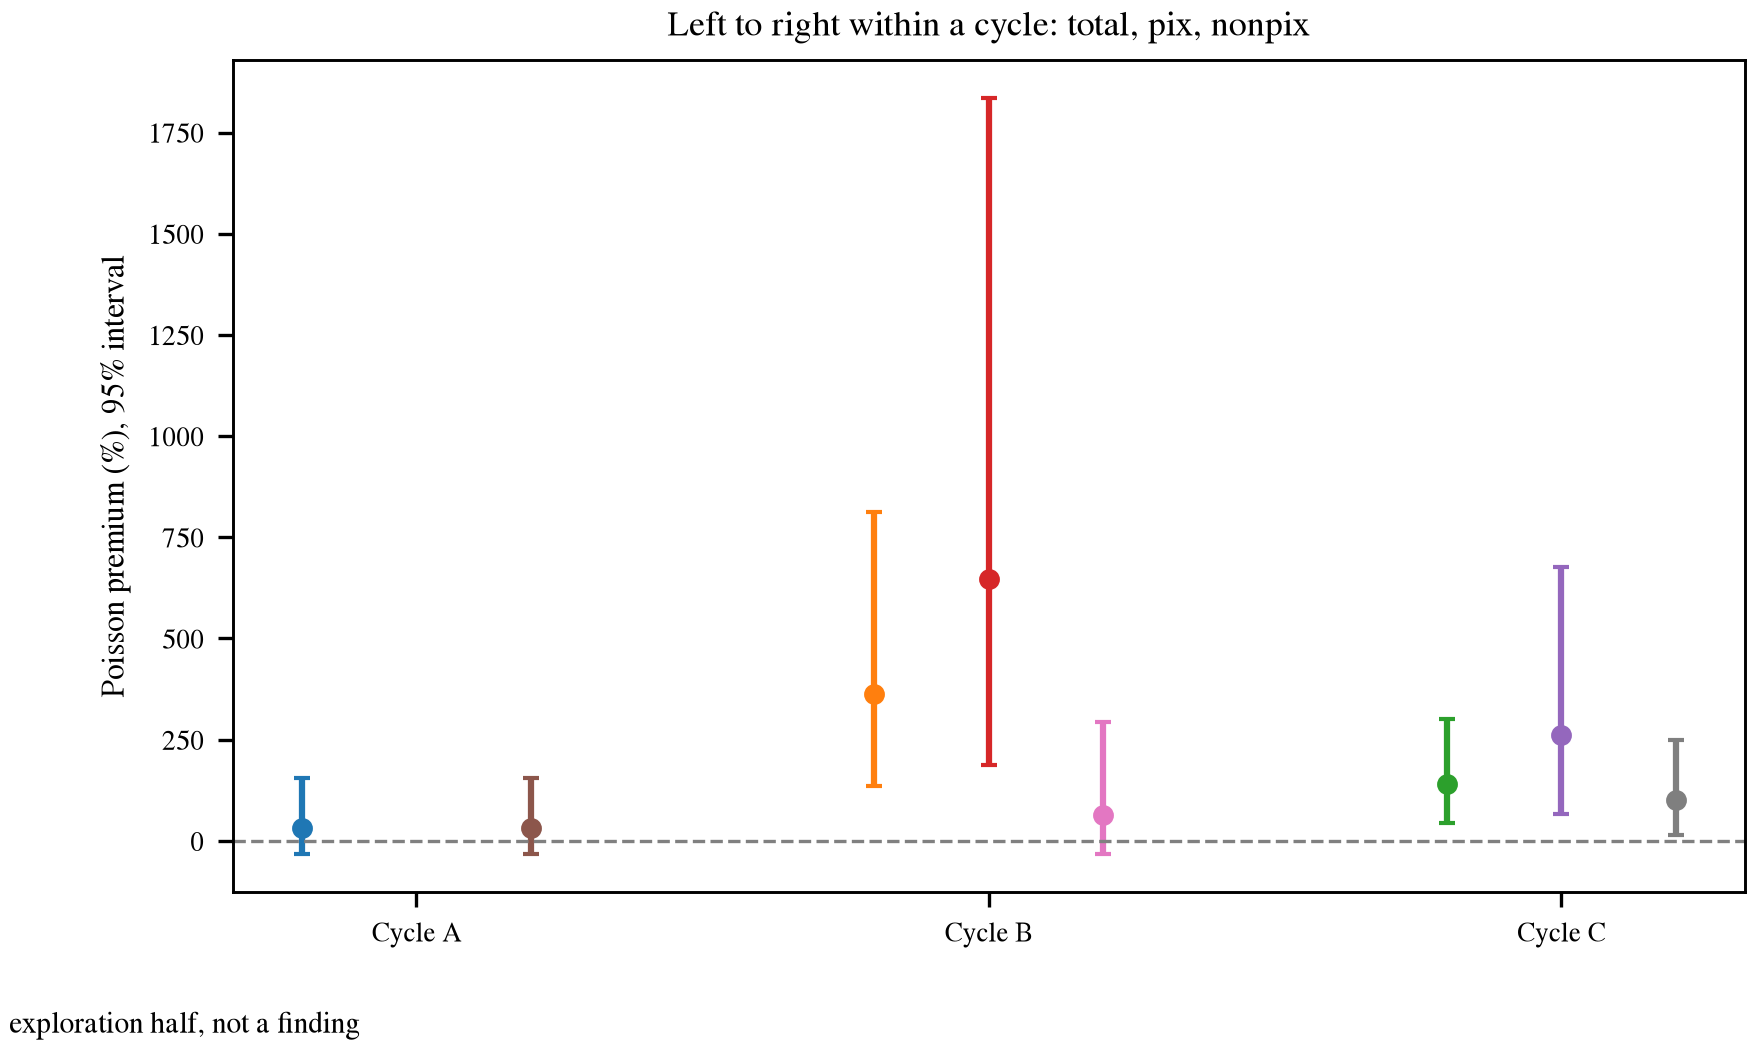 Left to right within a cycle: total, pix, nonpix
Poisson premium (%), 95% interval
1750
1500
1250
1000
750
500
250
0
Cycle A
Cycle B
Cycle C
exploration half, not a finding